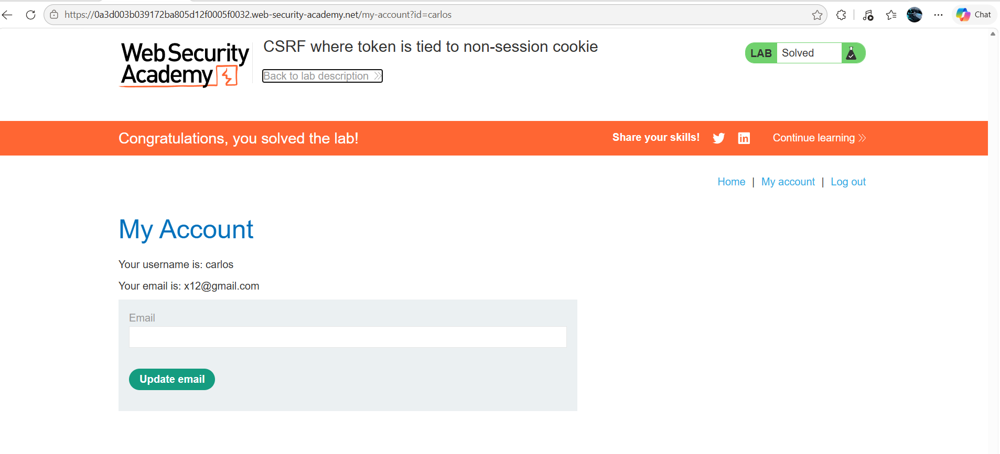 https://0a3d003b039172ba805d12f0005f0032.web-security-academy.net/my-account?id=carlos
Chat
Web Security
Academy
CSRF where token is tied to non-session cookie
Back to lab description
LAB Solved
Congratulations, you solved the lab!
Share your skills!
Continue learning
Home | My account | Log out
My Account
Your username is: carlos
Your email is: x12@gmail.com
Email
Update email